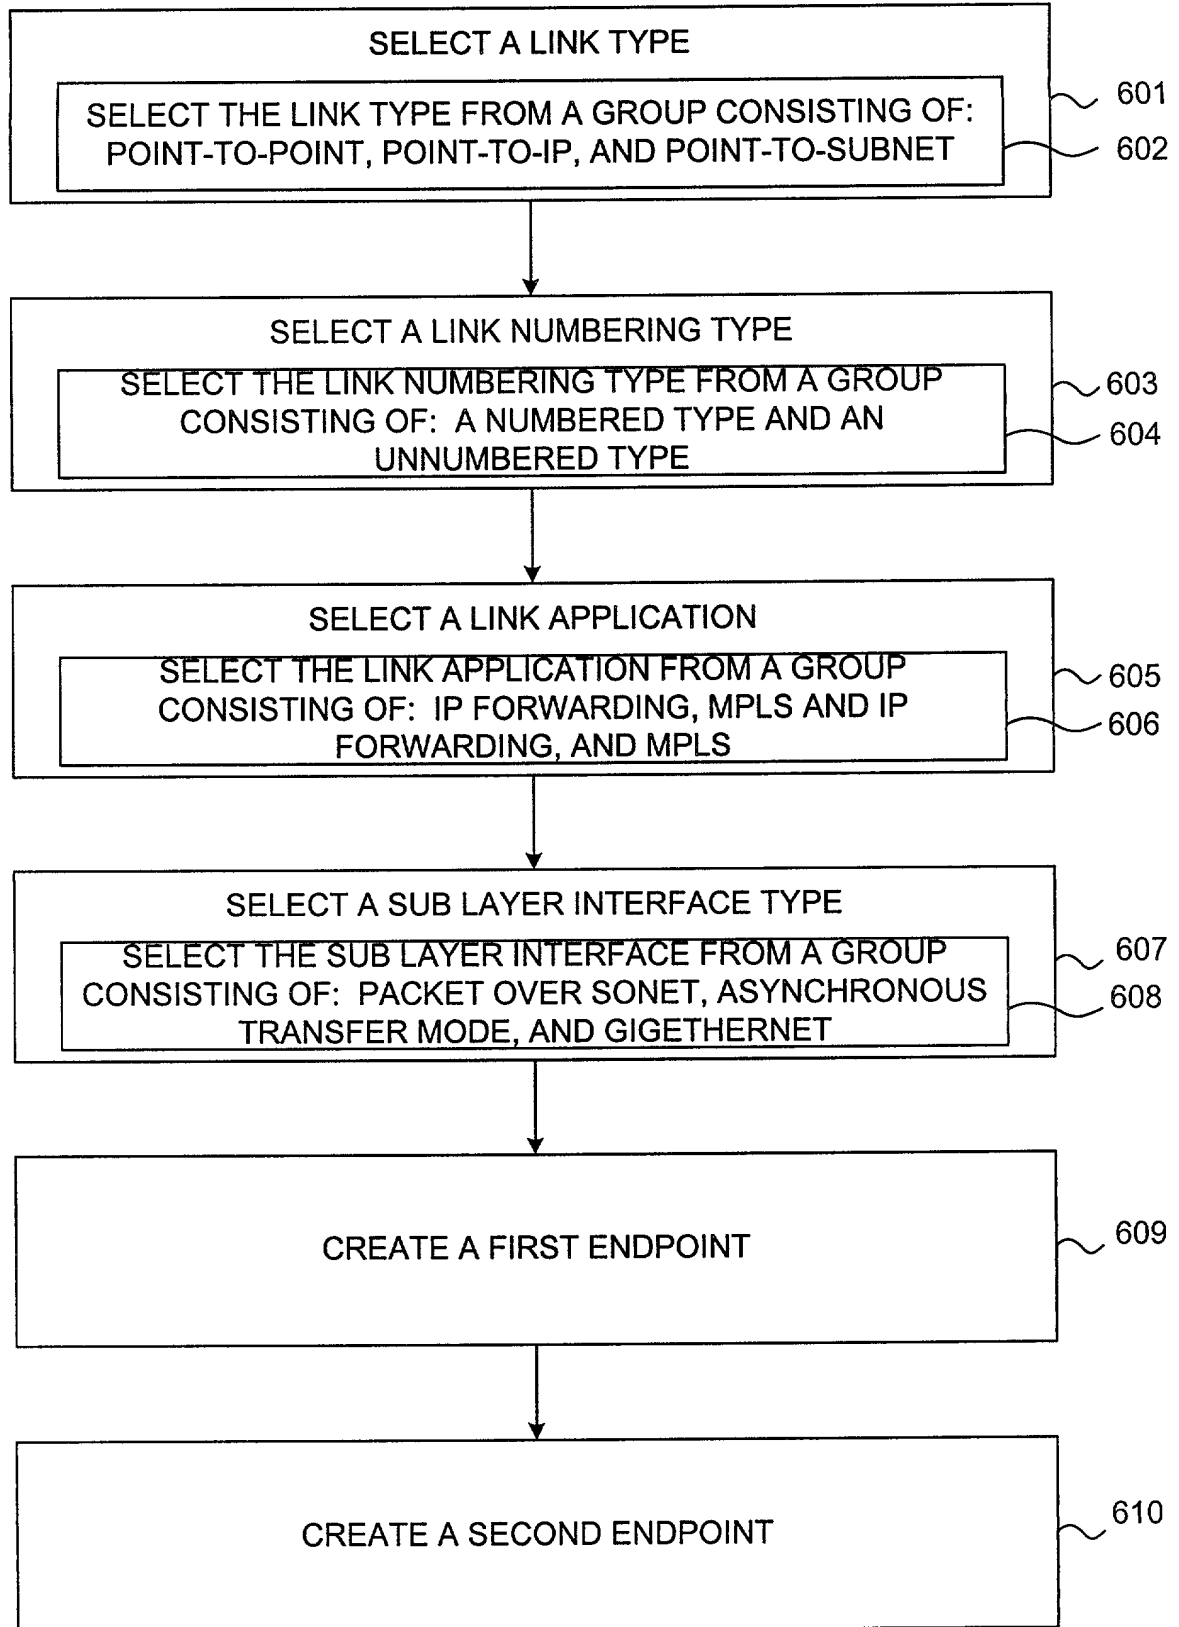 SELECT A LINK TYPE
601
SELECT THE LINK TYPE FROM A GROUP CONSISTING OF:
POINT-TO-POINT, POINT-TO-IP, AND POINT-TO-SUBNET
602
SELECT A LINK NUMBERING TYPE
603
SELECT THE LINK NUMBERING TYPE FROM A GROUP
CONSISTING OF: A NUMBERED TYPE AND AN
UNNUMBERED TYPE
604
SELECT A LINK APPLICATION
605
SELECT THE LINK APPLICATION FROM A GROUP
CONSISTING OF: IP FORWARDING, MPLS AND IP
FORWARDING, AND MPLS
606
SELECT A SUB LAYER INTERFACE TYPE
607
SELECT THE SUB LAYER INTERFACE FROM A GROUP
CONSISTING OF: PACKET OVER SONET, ASYNCHRONOUS
TRANSFER MODE, AND GIGETHERNET
608
CREATE A FIRST ENDPOINT
609
CREATE A SECOND ENDPOINT
610